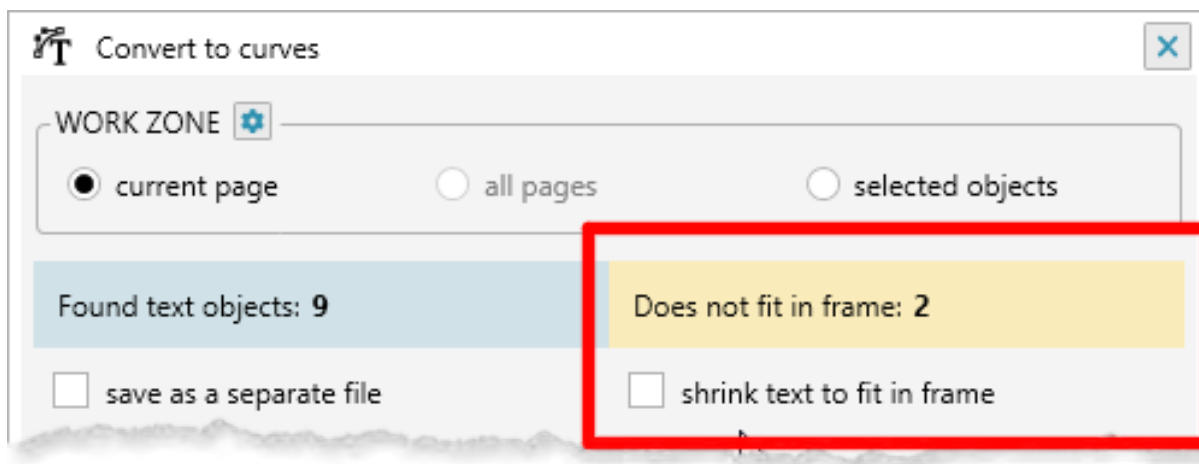 Convert to curves
WORK ZONE
current page
all pages
selected objects
Found text objects: 9
Does not fit in frame: 2
save as a separate file
shrink text to fit in frame